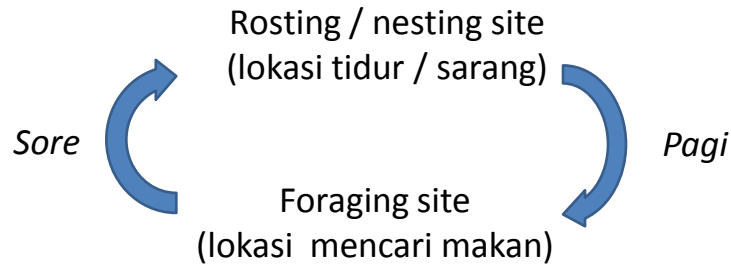 Rosting / nesting site
(lokasi tidur / sarang)
Sore
Pagi
Foraging site
(lokasi mencari makan)